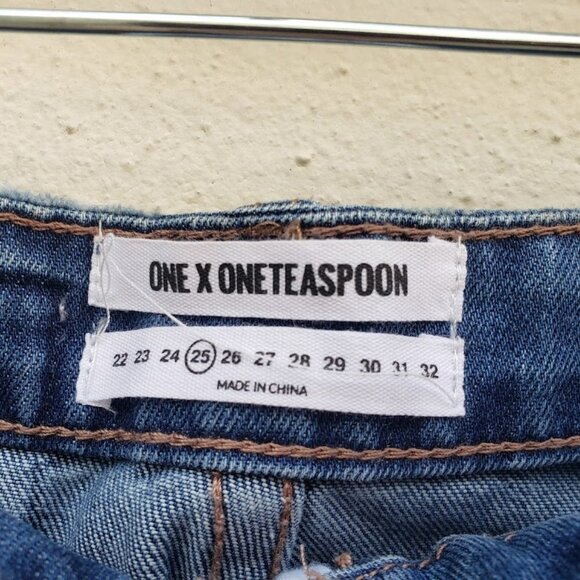 ONE X ONETEASPOON
22 23 24 25 26 27 28 29 30 31 32
MADE IN CHINA